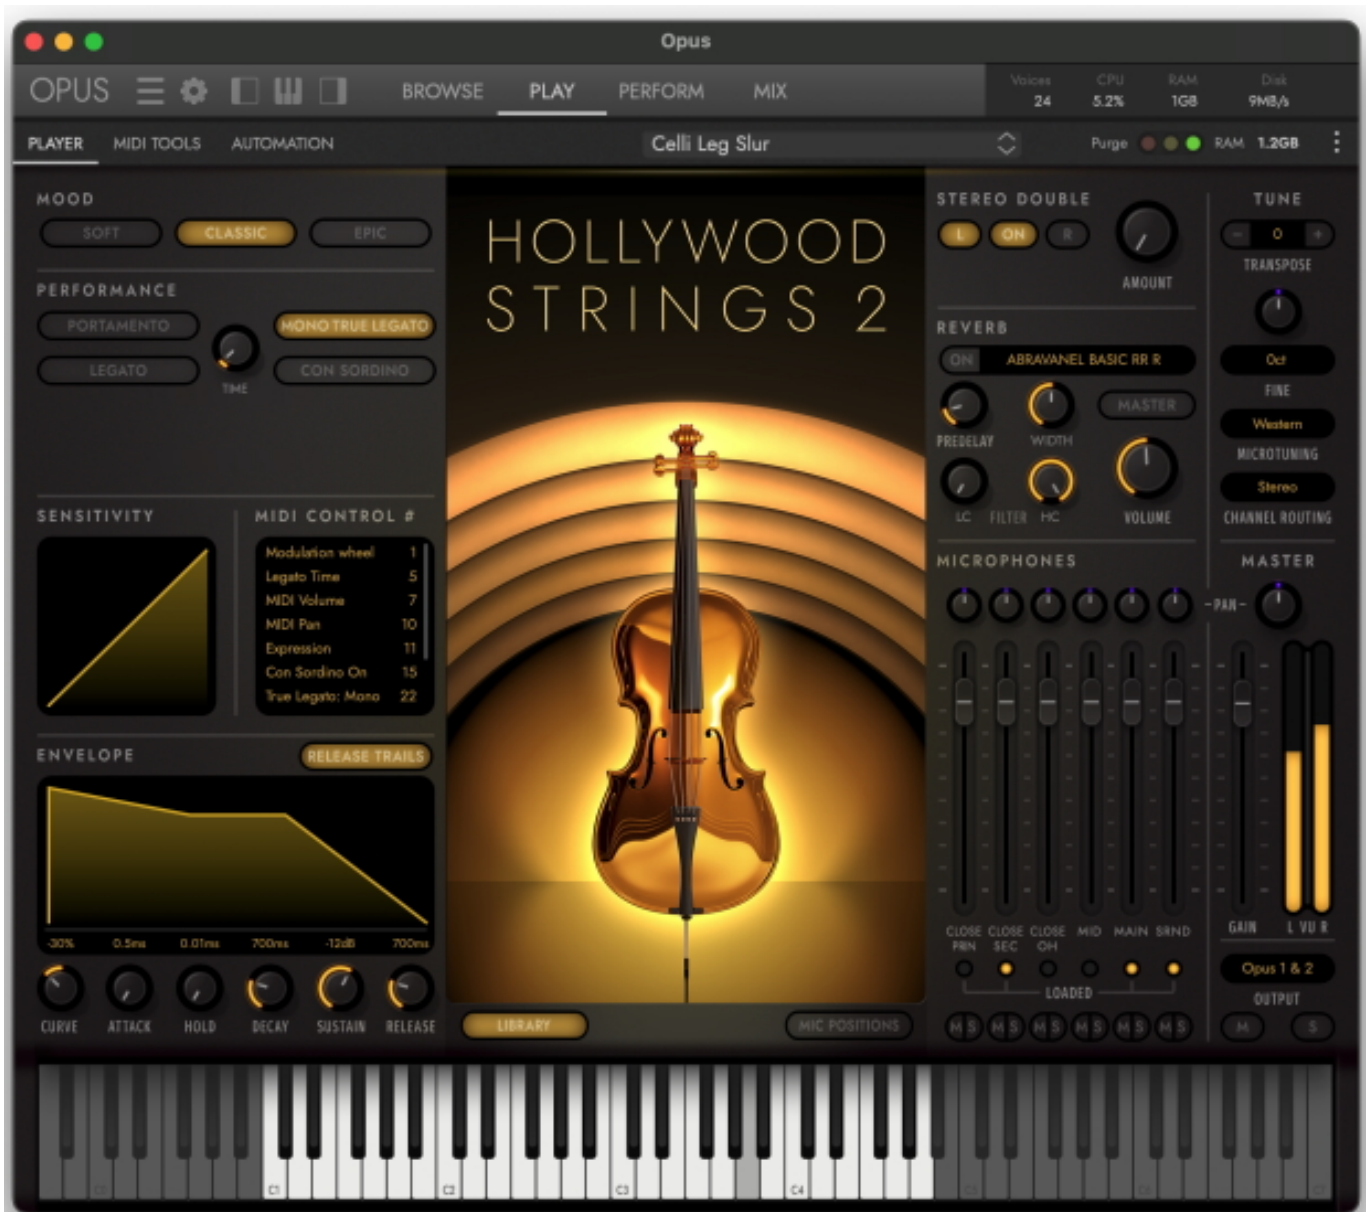 Opus
OPUS BROWSE PLAY PERFORM MIX
Voices CPU RAM Disk
24 5.2% 1GB 9MB/s
PLAYER MIDI TOOLS AUTOMATION Celli Leg Slur Purge RAM 1.2GB
MOOD
SOFT CLASSIC EPIC
PERFORMANCE
PORTAMENTO MONO TRUE LEGATO
LEGATO CON SORDINO
TIME
SENSITIVITY
MIDI CONTROL #
Modulation wheel 1
Legato Time 5
MIDI Volume 7
MIDI Pan 10
Expression 11
Con Sordino On 15
True Legato: Mono 22
ENVELOPE RELEASE TRAILS
-30% 0.5ms 0.01ms 700ms -12dB 700ms
CURVE ATTACK HOLD DECAY SUSTAIN RELEASE
HOLLYWOOD
STRINGS 2
LIBRARY MIC POSITIONS
STEREO DOUBLE
L ON R
AMOUNT
REVERB
ON ABRAVANEL BASIC RR R
MASTER
PREDELAY WIDTH
LC FILTER HC VOLUME
TUNE
- 0 +
TRANSPOSE
0ct
FINE
Western
MICROTUNING
Stereo
CHANNEL ROUTING
MICROPHONES
MASTER
-PAN-
CLOSE CLOSE CLOSE MID MAIN SRND
PRN SEC OH
LOADED
M S M S M S M S M S M S
GAIN L VU R
Opus 1 & 2
OUTPUT
M S
C0 C1 C2 C3 C4 C5 C6 C7